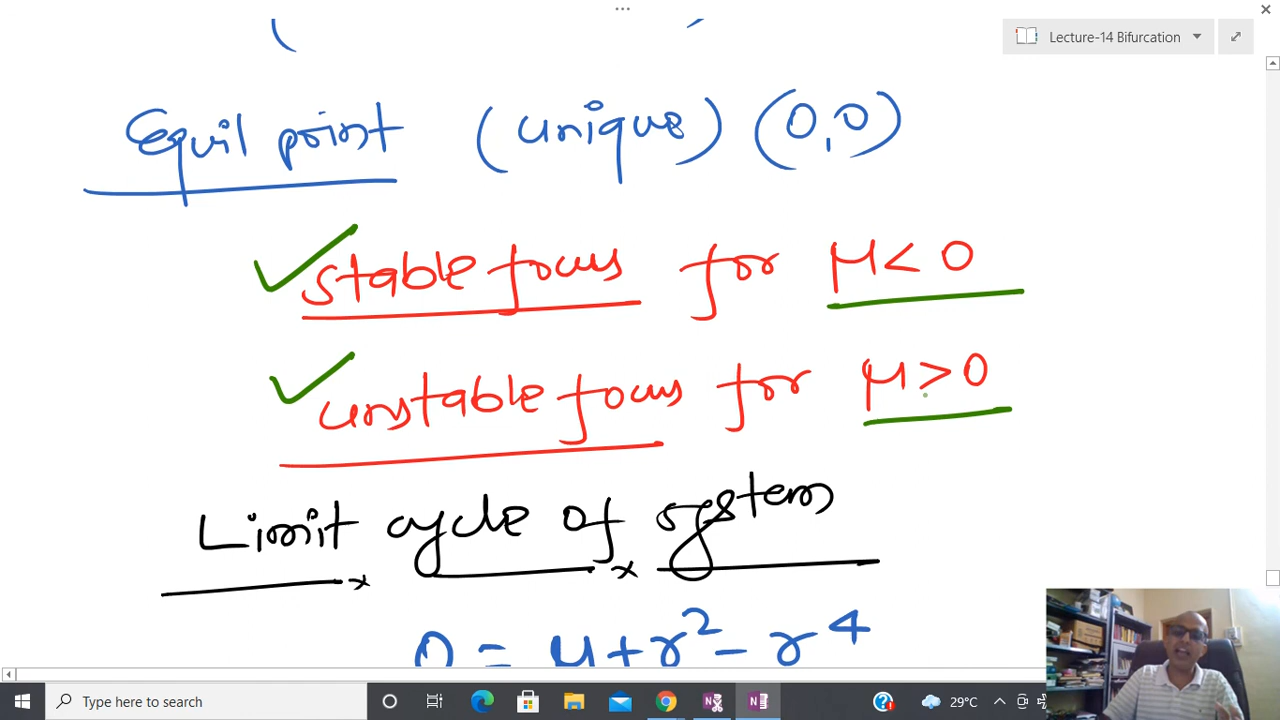 Lecture-14 Bifurcation
Equil point (unique) (0,0)
stable focus for μ< 0
unstable focus for μ>0
Limit cycle of system
0 = μ+r² - r⁴
Type here to search
29°C